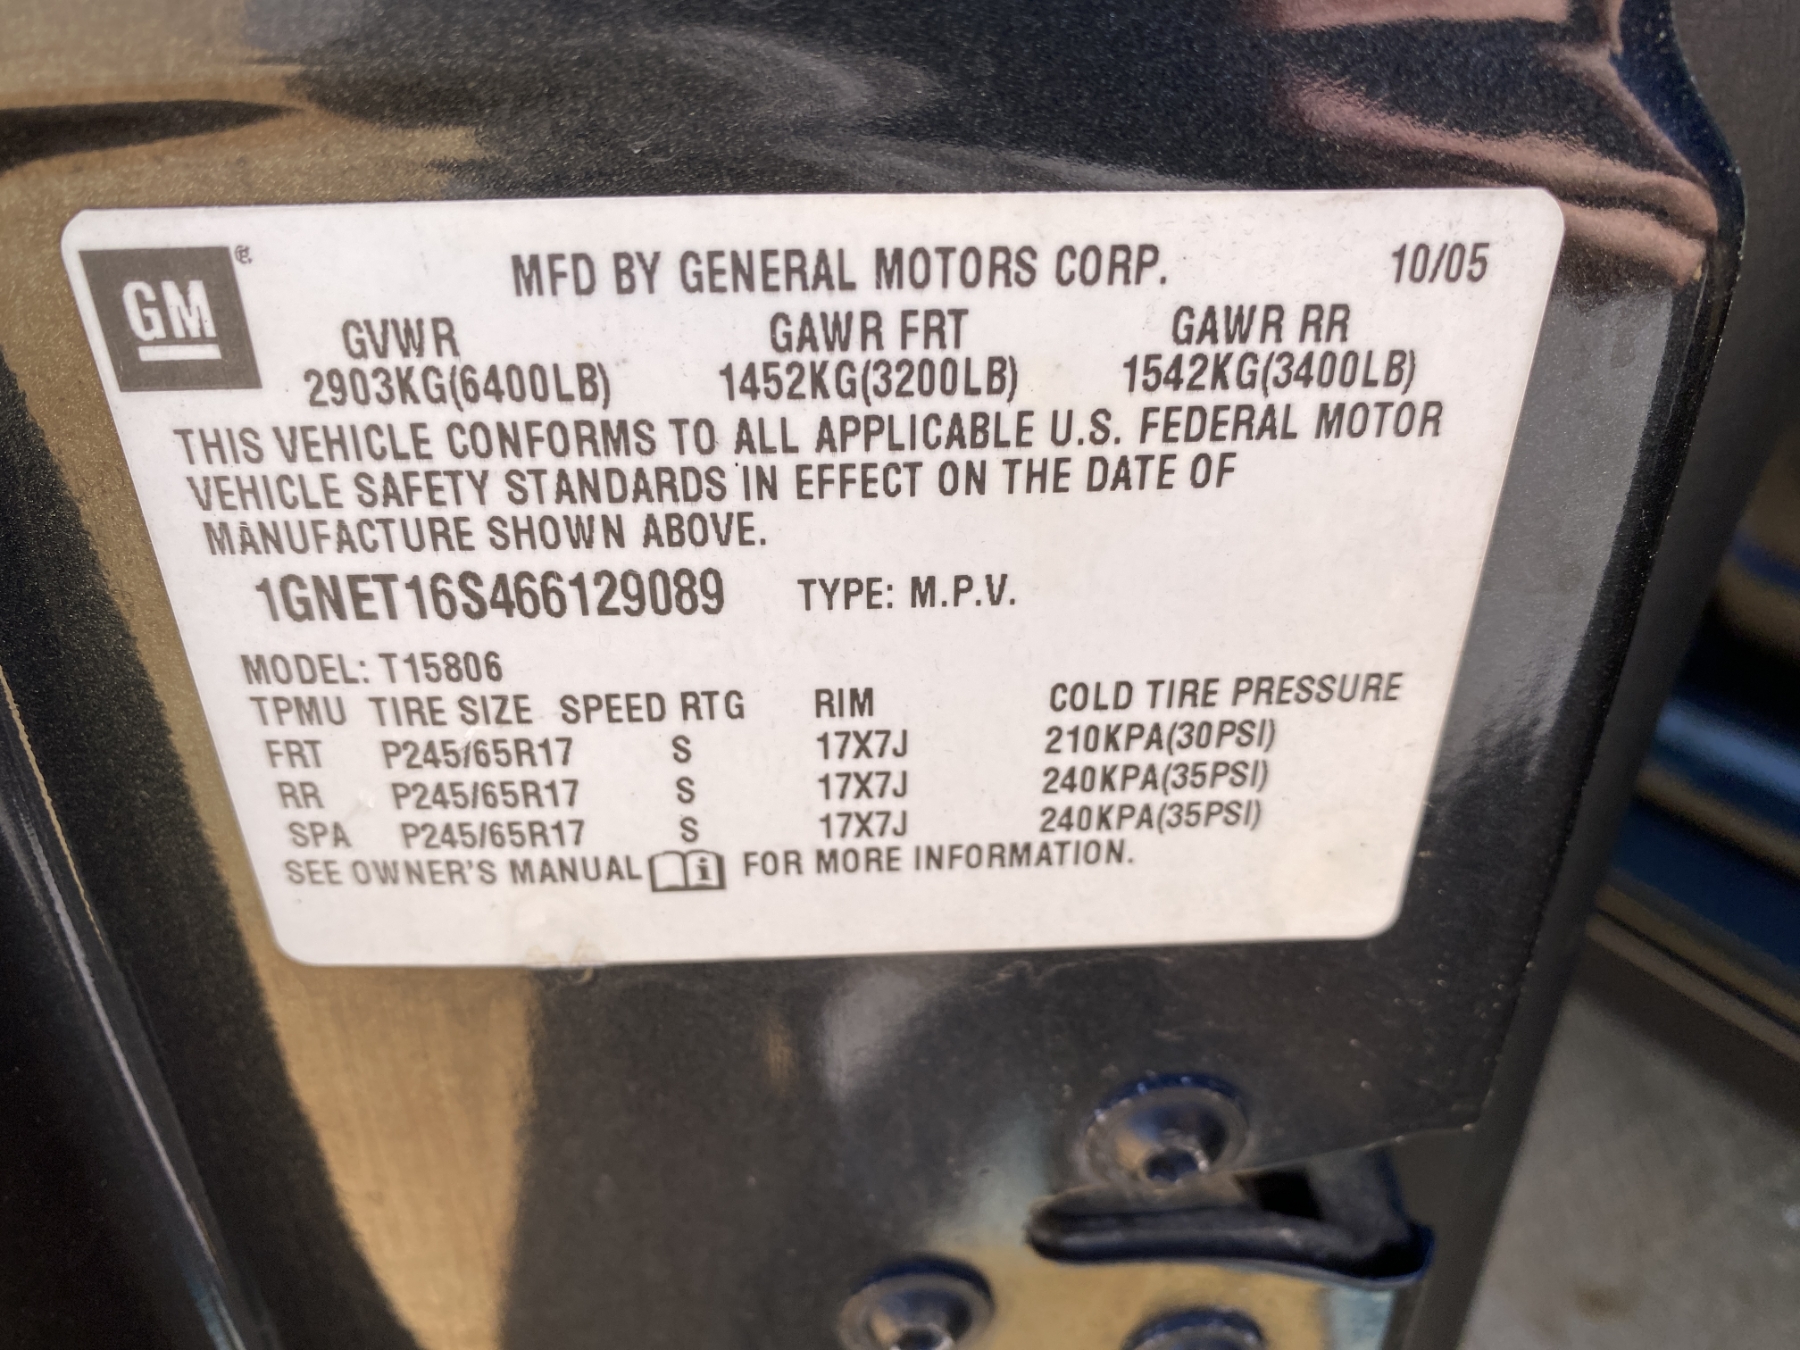 GM ®
MFD BY GENERAL MOTORS CORP. 10/05
GVWR GAWR FRT GAWR RR
2903KG(6400LB) 1452KG(3200LB) 1542KG(3400LB)
THIS VEHICLE CONFORMS TO ALL APPLICABLE U.S. FEDERAL MOTOR
VEHICLE SAFETY STANDARDS IN EFFECT ON THE DATE OF
MANUFACTURE SHOWN ABOVE.
1GNET16S466129089 TYPE: M.P.V.
MODEL: T15806
TPMU TIRE SIZE SPEED RTG RIM COLD TIRE PRESSURE
FRT P245/65R17 S 17X7J 210KPA(30PSI)
RR P245/65R17 S 17X7J 240KPA(35PSI)
SPA P245/65R17 S 17X7J 240KPA(35PSI)
SEE OWNER'S MANUAL i FOR MORE INFORMATION.